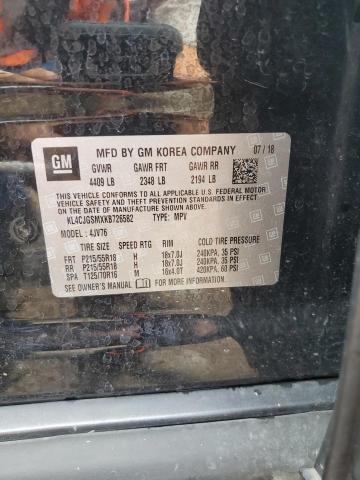 GM
MFD BY GM KOREA COMPANY 07/18
GVWR GAWR FRT GAWR RR
4409 LB 2348 LB 2194 LB
THIS VEHICLE CONFORMS TO ALL APPLICABLE U.S. FEDERAL MOTOR
VEHICLE SAFETY, BUMPER, AND THEFT PREVENTION STANDARDS
IN EFFECT ON THE DATE OF MANUFACTURE SHOWN ABOVE.
KL4CJGSMXKB726582 TYPE: MPV
MODEL: 4JV76
TIRE SIZE SPEED RTG RIM COLD TIRE PRESSURE
FRT P215/55R18 H 18x7.0J 240KPA, 35 PSI
RR P215/55R18 H 18x7.0J 240KPA, 35 PSI
SPA T125/70R16 M 16x4.0T 420KPA, 60 PSI
SEE OWNER'S MANUAL FOR ADDITIONAL INFORMATION